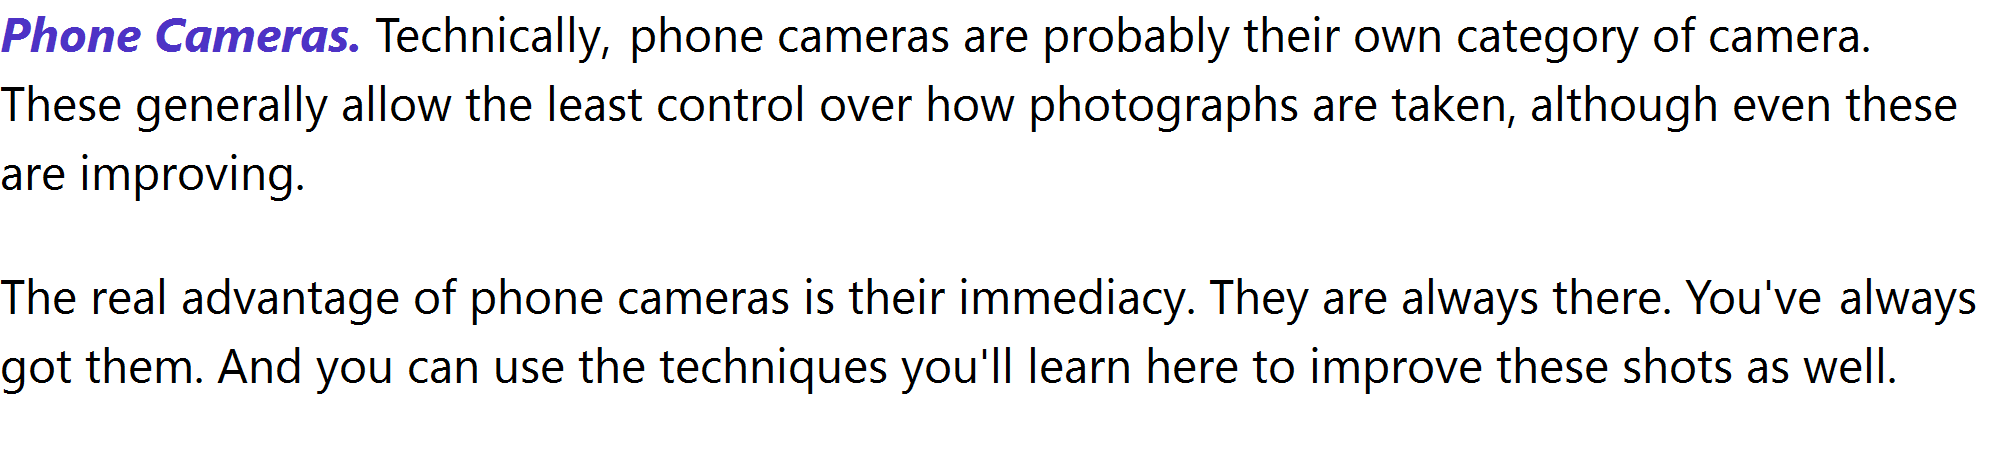 Phone Cameras. Technically, phone cameras are probably their own category of camera.
These generally allow the least control over how photographs are taken, although even these
are improving.
The real advantage of phone cameras is their immediacy. They are always there. You've always
got them. And you can use the techniques you'll learn here to improve these shots as well.